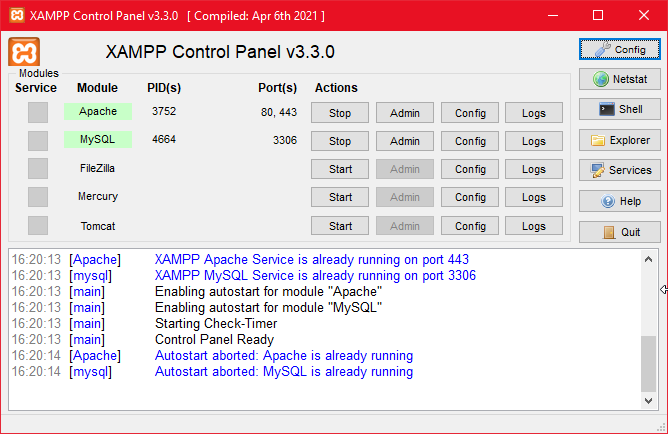 XAMPP Control Panel v3.3.0 [ Compiled: Apr 6th 2021 ]
XAMPP Control Panel v3.3.0
Config
Modules
Service Module PID(s) Port(s) Actions
Netstat
Apache 3752 80, 443 Stop Admin Config Logs
Shell
MySQL 4664 3306 Stop Admin Config Logs
Explorer
FileZilla Start Admin Config Logs
Services
Mercury Start Admin Config Logs
Help
Tomcat Start Admin Config Logs
Quit
16:20:13 [Apache] XAMPP Apache Service is already running on port 443
16:20:13 [mysql] XAMPP MySQL Service is already running on port 3306
16:20:13 [main] Enabling autostart for module "Apache"
16:20:13 [main] Enabling autostart for module "MySQL"
16:20:13 [main] Starting Check-Timer
16:20:13 [main] Control Panel Ready
16:20:14 [Apache] Autostart aborted: Apache is already running
16:20:14 [mysql] Autostart aborted: MySQL is already running